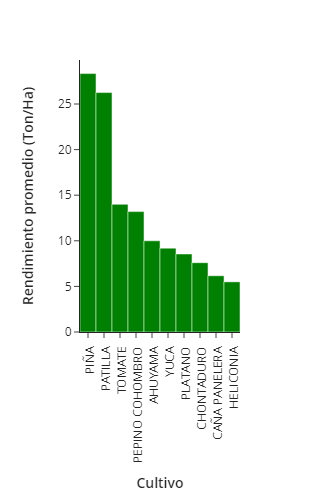 Rendimiento promedio (Ton/Ha)
25
20
15
10
5
0
PIÑA
PATILLA
TOMATE
PEPINO COHOMBRO
AHUYAMA
YUCA
PLATANO
CHONTADURO
CAÑA PANELERA
HELICONIA
Cultivo